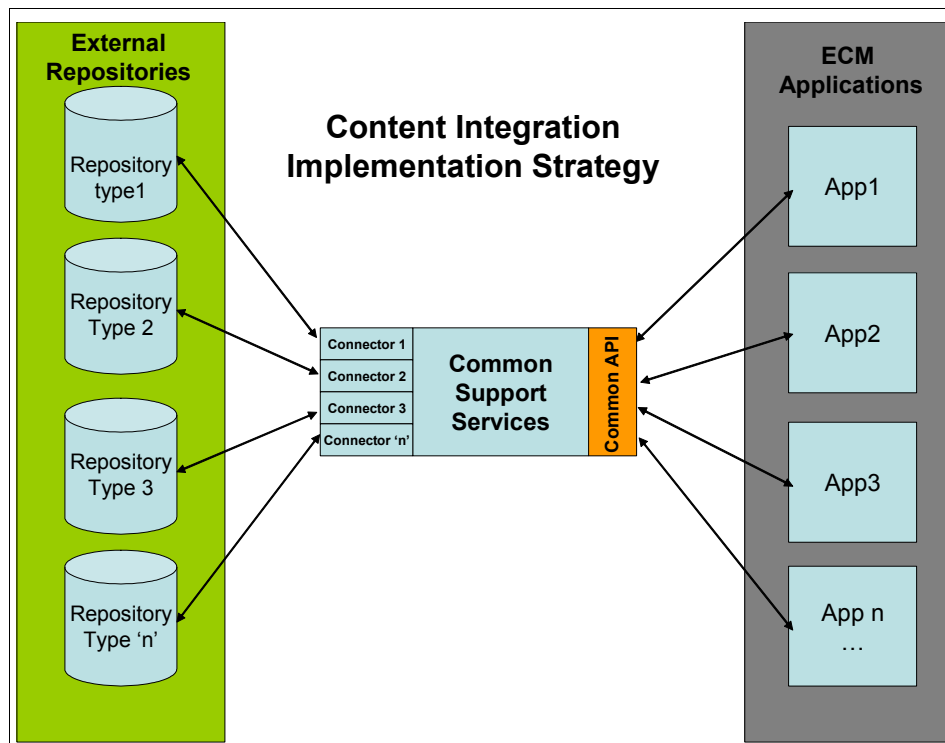 External
Repositories
Repository
type1
Repository
Type 2
Repository
Type 3
Repository
Type ‘n’
Content Integration
Implementation Strategy
Connector 1
Connector 2
Connector 3
Connector ‘n’
Common
Support
Services
Common API
ECM
Applications
App1
App2
App3
App n
…